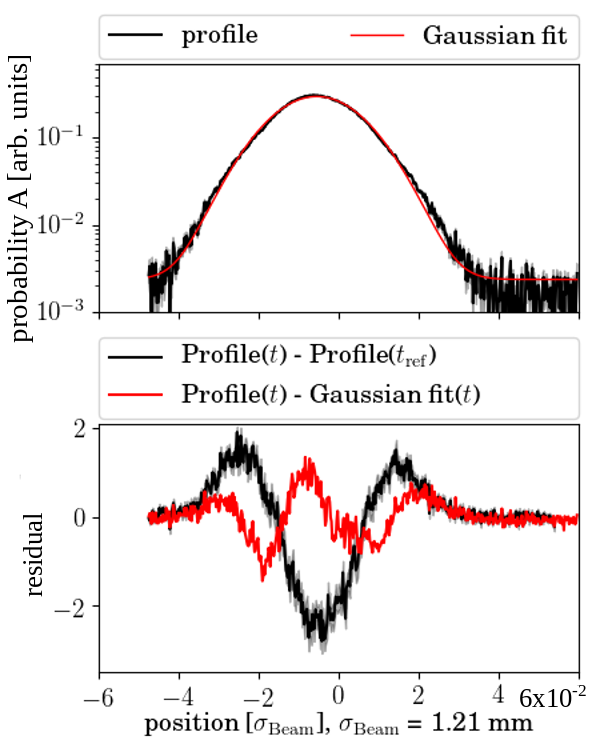 profile Gaussian fit
probability A [arb. units]
10⁻¹
10⁻²
10⁻³
Profile(t) - Profile(t_ref)
Profile(t) - Gaussian fit(t)
residual
2
0
−2
−6 −4 −2 0 2 4 6x10⁻²
position [σ_Beam], σ_Beam = 1.21 mm